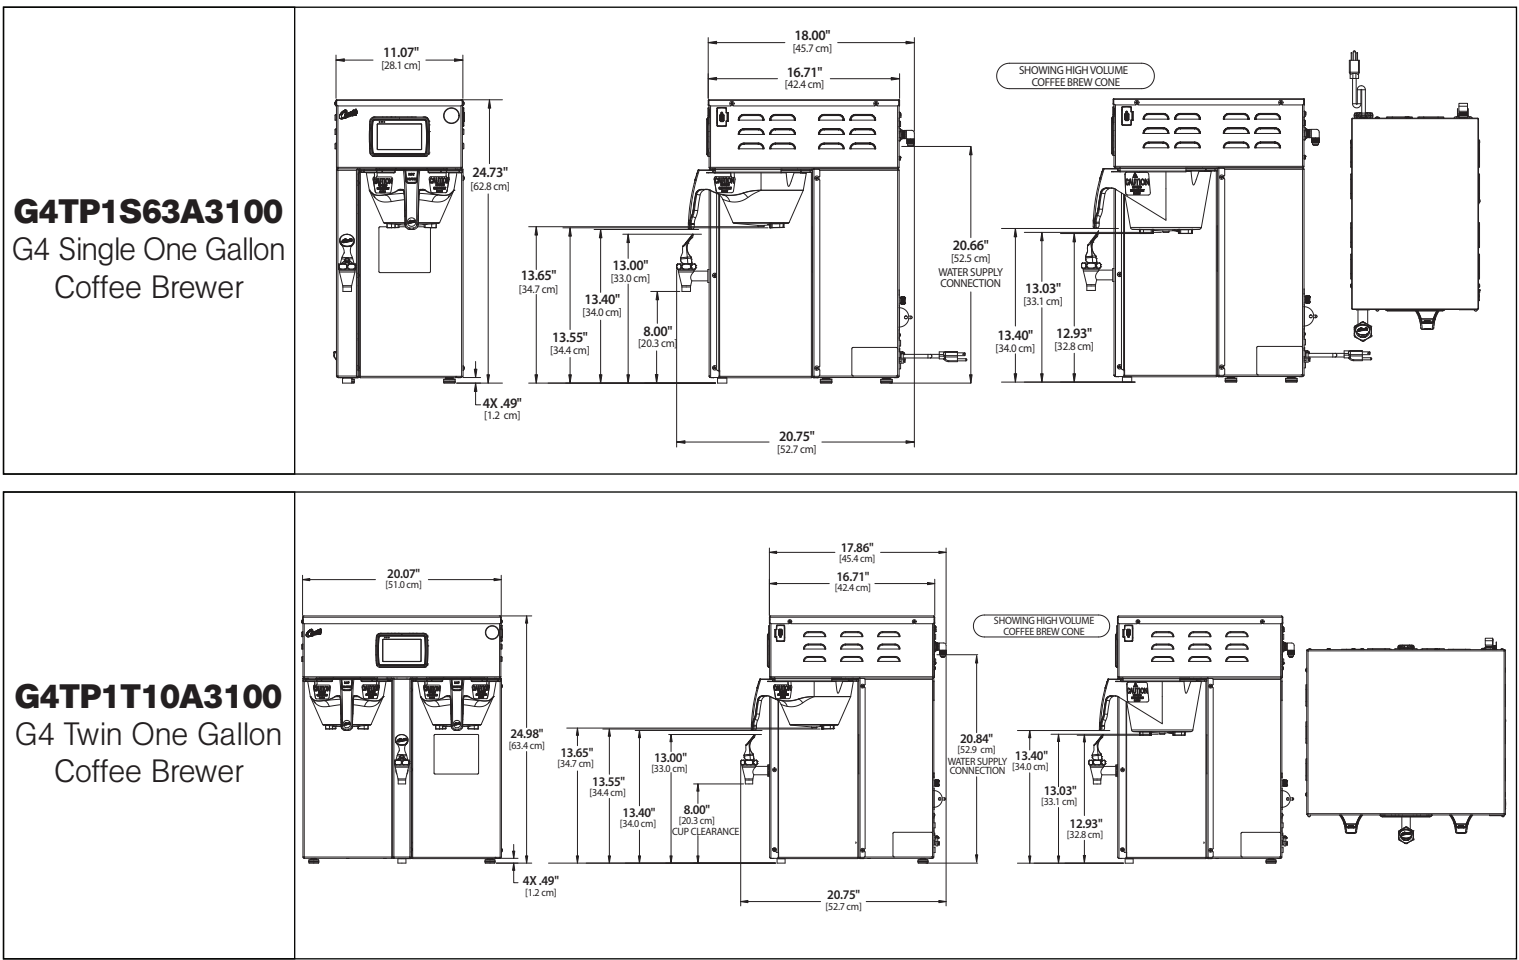 G4TP1S63A3100
G4 Single One Gallon
Coffee Brewer
11.07"
[28.1 cm]
24.73"
[62.8 cm]
CAUTION
CAUTION
4X .49"
[1.2 cm]
18.00"
[45.7 cm]
16.71"
[42.4 cm]
CAUTION
13.65"
[34.7 cm]
13.55"
[34.4 cm]
13.40"
[34.0 cm]
13.00"
[33.0 cm]
8.00"
[20.3 cm]
20.66"
[52.5 cm]
WATER SUPPLY
CONNECTION
20.75"
[52.7 cm]
SHOWING HIGH VOLUME
COFFEE BREW CONE
CAUTION
13.40"
[34.0 cm]
13.03"
[33.1 cm]
12.93"
[32.8 cm]
G4TP1T10A3100
G4 Twin One Gallon
Coffee Brewer
20.07"
[51.0 cm]
24.98"
[63.4 cm]
4X .49"
[1.2 cm]
17.86"
[45.4 cm]
16.71"
[42.4 cm]
CAUTION
13.65"
[34.7 cm]
13.55"
[34.4 cm]
13.40"
[34.0 cm]
13.00"
[33.0 cm]
8.00"
[20.3 cm]
CUP CLEARANCE
20.84"
[52.9 cm]
WATER SUPPLY
CONNECTION
20.75"
[52.7 cm]
SHOWING HIGH VOLUME
COFFEE BREW CONE
CAUTION
13.40"
[34.0 cm]
13.03"
[33.1 cm]
12.93"
[32.8 cm]